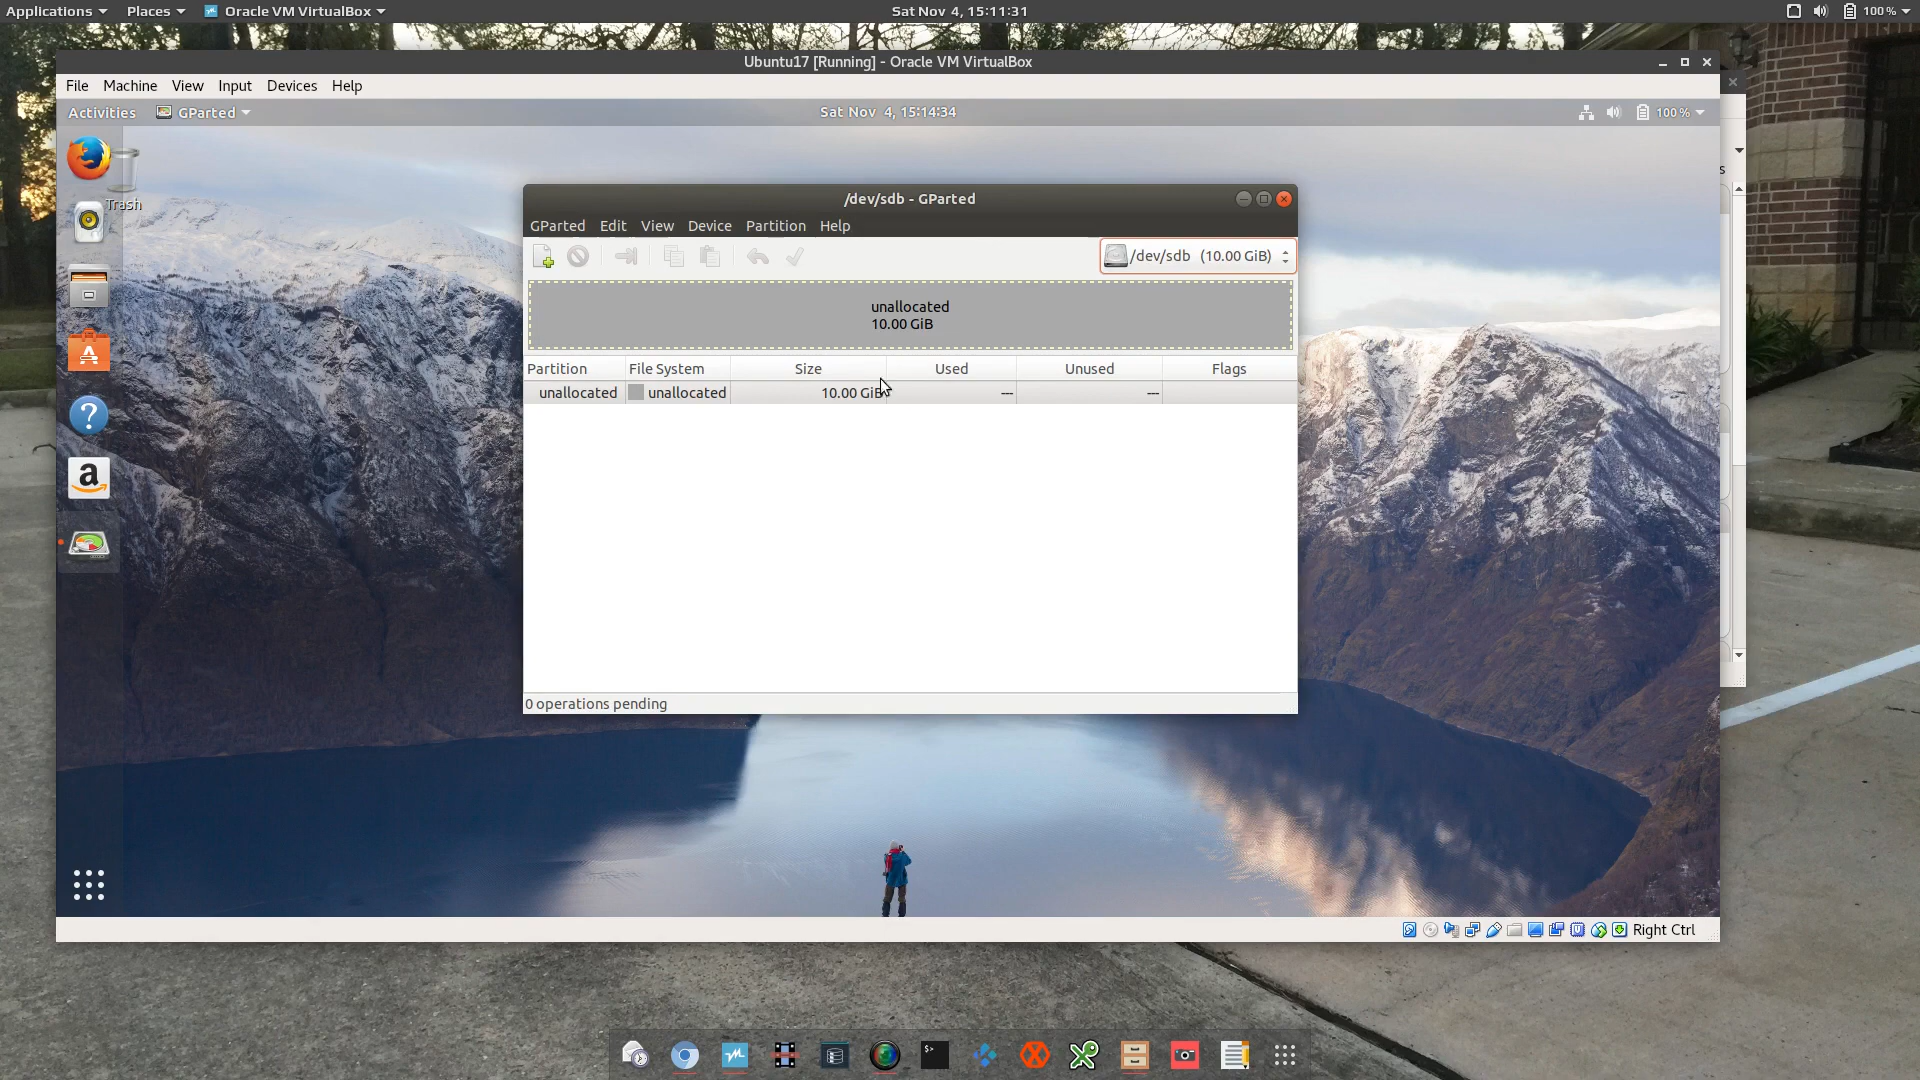 Applications Places Oracle VM VirtualBox Sat Nov 4, 15:11:31 100%
Ubuntu17 [Running] - Oracle VM VirtualBox
File Machine View Input Devices Help
Activities GParted Sat Nov 4, 15:14:34 100%
Trash
/dev/sdb - GParted
GParted Edit View Device Partition Help
/dev/sdb (10.00 GiB)
unallocated
10.00 GiB
Partition File System Size Used Unused Flags
unallocated unallocated 10.00 GiB --- ---
0 operations pending
Right Ctrl